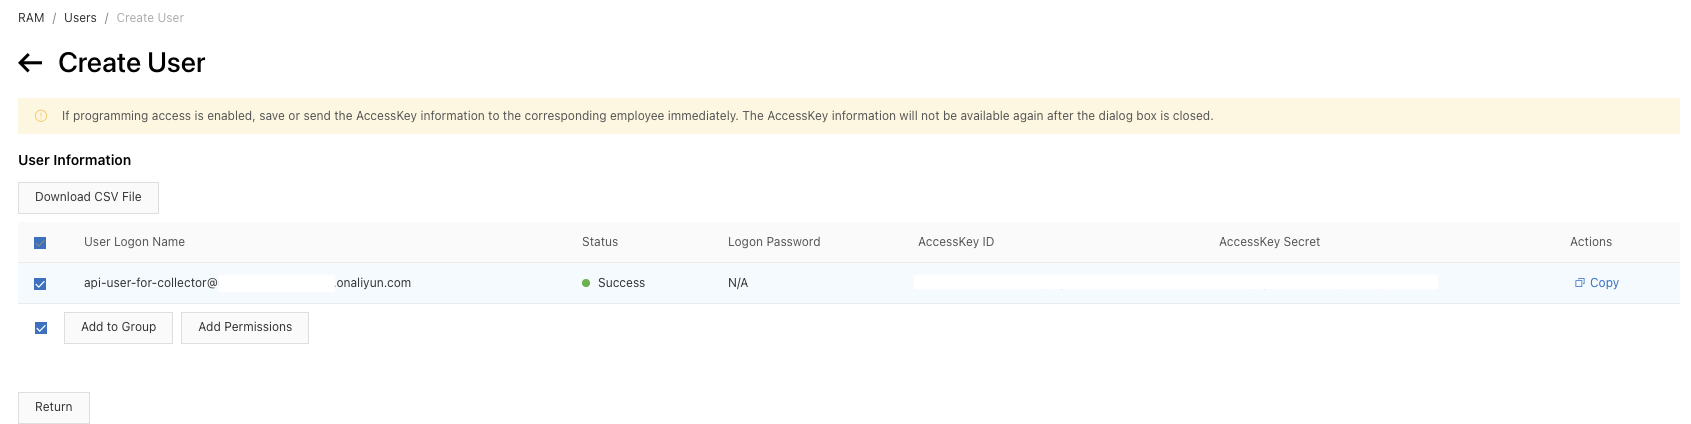 RAM / Users / Create User
Create User
If programming access is enabled, save or send the AccessKey information to the corresponding employee immediately. The AccessKey information will not be available again after the dialog box is closed.
User Information
Download CSV File
User Logon Name Status Logon Password AccessKey ID AccessKey Secret Actions
api-user-for-collector@ .onaliyun.com Success N/A Copy
Add to Group Add Permissions
Return